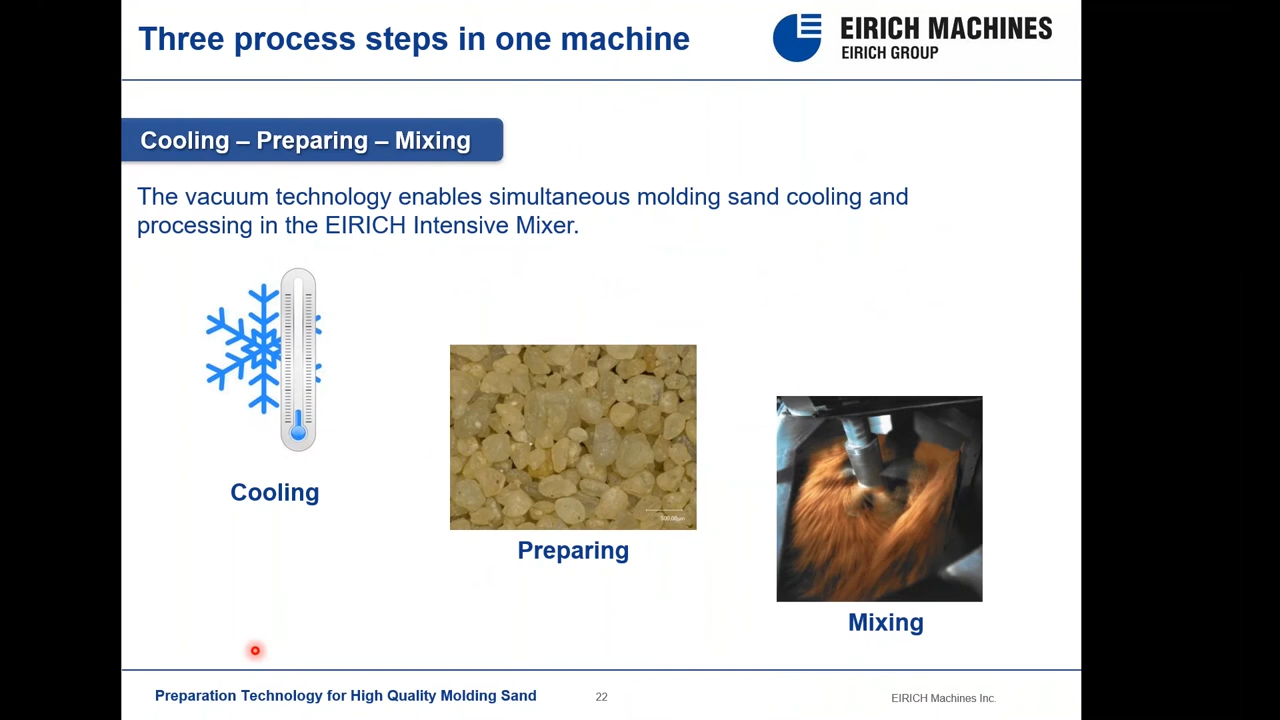 Three process steps in one machine
EIRICH MACHINES
EIRICH GROUP
Cooling – Preparing – Mixing
The vacuum technology enables simultaneous molding sand cooling and
processing in the EIRICH Intensive Mixer.
Cooling
500.00µm
Preparing
Mixing
Preparation Technology for High Quality Molding Sand
22
EIRICH Machines Inc.